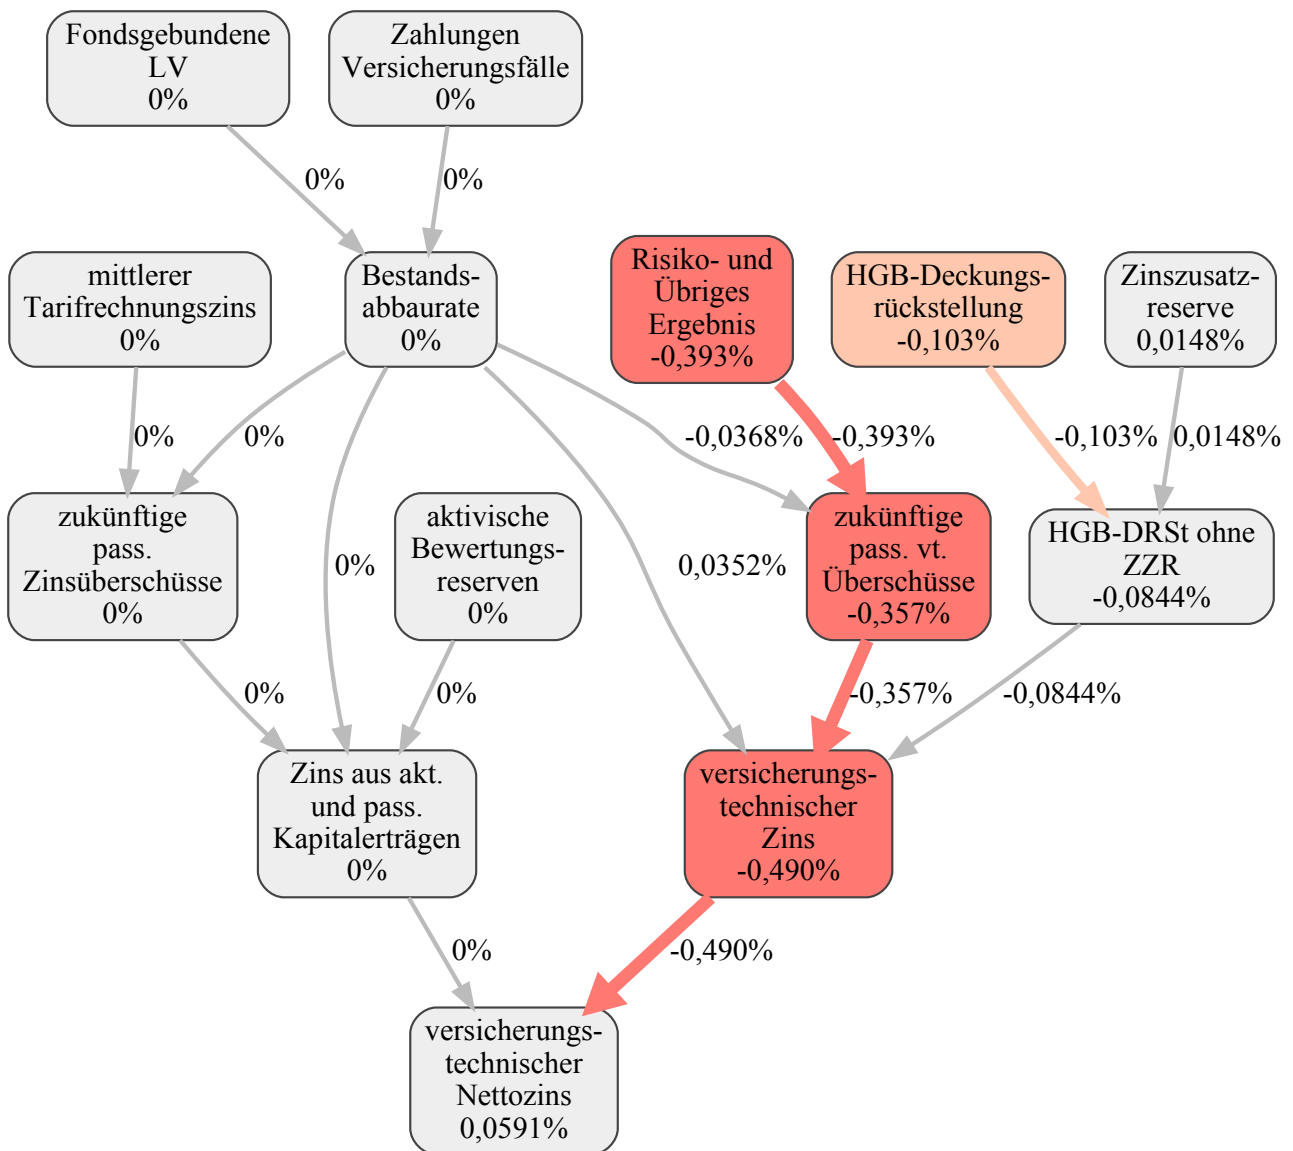 Fondsgebundene
LV
0%
Zahlungen
Versicherungsfälle
0%
0%
0%
mittlerer
Tarifrechnungszins
0%
Bestands-
abbaurate
0%
Risiko- und
Übriges
Ergebnis
-0,393%
HGB-Deckungs-
rückstellung
-0,103%
Zinszusatz-
reserve
0,0148%
0%
0%
-0,0368%
-0,393%
-0,103%
0,0148%
zukünftige
pass.
Zinsüberschüsse
0%
0%
aktivische
Bewertungs-
reserven
0%
0,0352%
zukünftige
pass. vt.
Überschüsse
-0,357%
HGB-DRSt ohne
ZZR
-0,0844%
0%
0%
-0,357%
-0,0844%
Zins aus akt.
und pass.
Kapitalerträgen
0%
versicherungs-
technischer
Zins
-0,490%
0%
-0,490%
versicherungs-
technischer
Nettozins
0,0591%